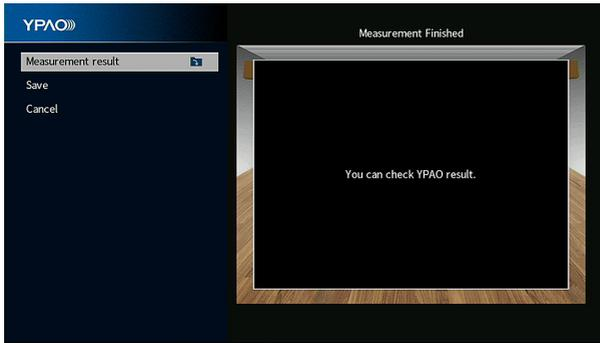 YPAO
Measurement Finished
Measurement result
Save
Cancel
You can check YPAO result.